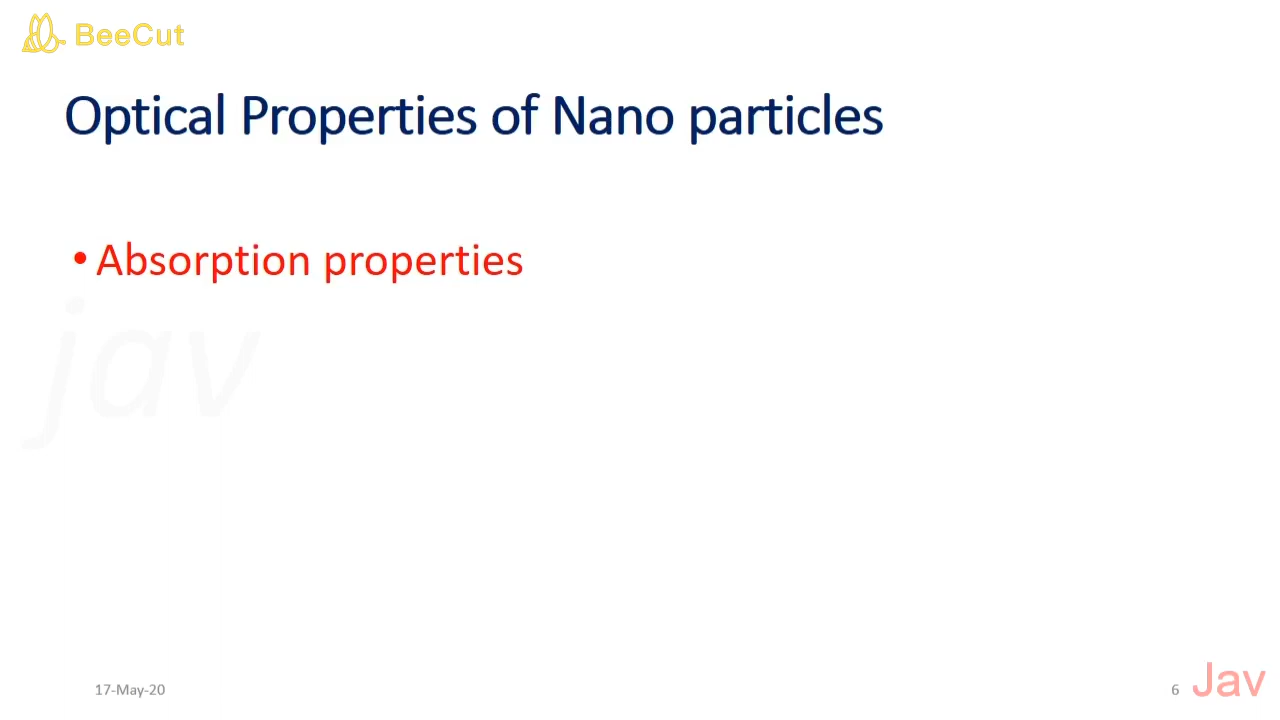 BeeCut
Optical Properties of Nano particles
• Absorption properties
jav
17-May-20
6
Jav